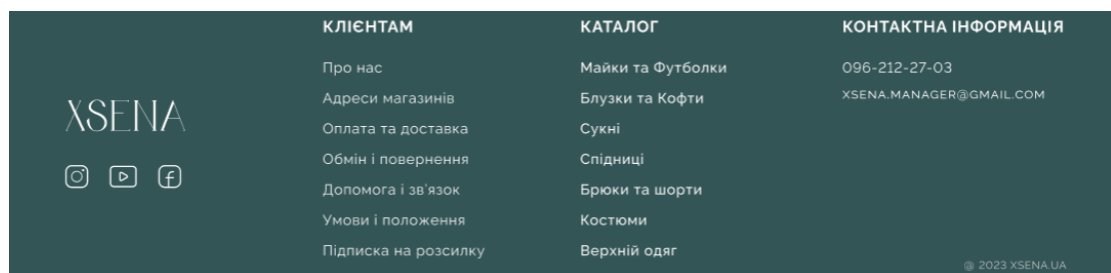 XSENA
КЛІЄНТАМ
Про нас
Адреси магазинів
Оплата та доставка
Обмін і повернення
Допомога і зв'язок
Умови і положення
Підписка на розсилку
КАТАЛОГ
Майки та Футболки
Блузки та Кофти
Сукні
Спідниці
Брюки та шорти
Костюми
Верхній одяг
КОНТАКТНА ІНФОРМАЦІЯ
096-212-27-03
XSENA.MANAGER@GMAIL.COM
@ 2023 XSENA.UA